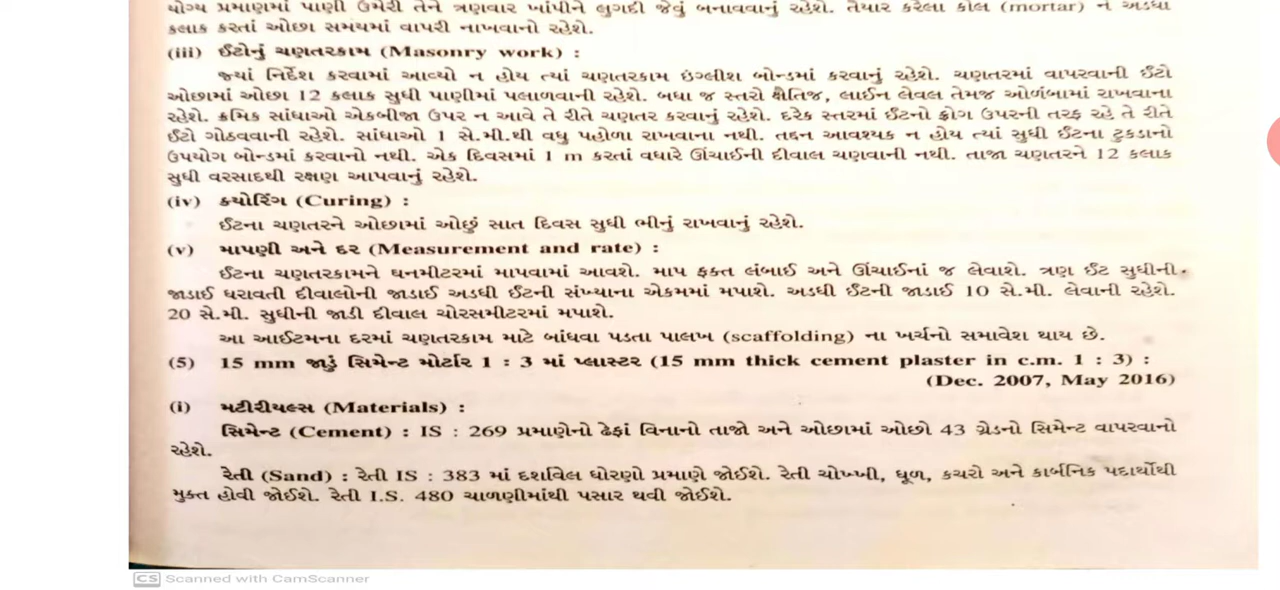 યોગ્ય પ્રમાણમાં પાણી ઉમેરી તેને ત્રણવાર ખાંપીને લુગદી જેવું બનાવવાનું રહેશે. તૈયાર કરેલા કોલ (mortar) ને અડધા
કલાક કરતાં ઓછા સમયમાં વાપરી નાખવાનો રહેશે.
(iii) ઈંટોનું ચણતરકામ (Masonry work) :
જ્યાં નિર્દેશ કરવામાં આવ્યો ન હોય ત્યાં ચણતરકામ ઇંગ્લીશ બોન્ડમાં કરવાનું રહેશે. ચણતરમાં વાપરવાની ઈંટો
ઓછામાં ઓછા 12 કલાક સુધી પાણીમાં પલાળવાની રહેશે. બધા જ સ્તરો ક્ષૈતિજ, લાઈન લેવલ તેમજ ઓળંબામાં રાખવાના
રહેશે. ક્રમિક સાંધાઓ એકબીજા ઉપર ન આવે તે રીતે ચણતર કરવાનું રહેશે. દરેક સ્તરમાં ઈંટનો ફ્રોગ ઉપરની તરફ રહે તે રીતે
ઈંટો ગોઠવવાની રહેશે. સાંધાઓ 1 સે.મી.થી વધુ પહોળા રાખવાના નથી. તદ્દન આવશ્યક ન હોય ત્યાં સુધી ઈંટના ટુકડાનો
ઉપયોગ બોન્ડમાં કરવાનો નથી. એક દિવસમાં 1 m કરતાં વધારે ઊંચાઈની દીવાલ ચણવાની નથી. તાજા ચણતરને 12 કલાક
સુધી વરસાદથી રક્ષણ આપવાનું રહેશે.
(iv) ક્યોરિંગ (Curing) :
ઈંટના ચણતરને ઓછામાં ઓછું સાત દિવસ સુધી ભીનું રાખવાનું રહેશે.
(v) માપણી અને દર (Measurement and rate) :
ઈંટના ચણતરકામને ઘનમીટરમાં માપવામાં આવશે. માપ ફક્ત લંબાઈ અને ઊંચાઈનાં જ લેવાશે. ત્રણ ઈંટ સુધીની
જાડાઈ ધરાવતી દીવાલોની જાડાઈ અડધી ઈંટની સંખ્યાના એકમમાં મપાશે. અડધી ઈંટની જાડાઈ 10 સે.મી. લેવાની રહેશે.
20 સે.મી. સુધીની જાડી દીવાલ ચોરસમીટરમાં મપાશે.
આ આઈટમના દરમાં ચણતરકામ માટે બાંધવા પડતા પાલખ (scaffolding) ના ખર્ચનો સમાવેશ થાય છે.
(5) 15 mm જાડું સિમેન્ટ મોર્ટાર 1 : 3 માં પ્લાસ્ટર (15 mm thick cement plaster in c.m. 1 : 3) :
(Dec. 2007, May 2016)
(i) મટીરીયલ્સ (Materials) :
સિમેન્ટ (Cement) : IS : 269 પ્રમાણેનો ઢેફાં વિનાનો તાજો અને ઓછામાં ઓછો 43 ગ્રેડનો સિમેન્ટ વાપરવાનો
રહેશે.
રેતી (Sand) : રેતી IS : 383 માં દર્શાવેલ ધોરણો પ્રમાણે જોઈશે. રેતી ચોખ્ખી, ધૂળ, કચરો અને કાર્બનિક પદાર્થોથી
મુક્ત હોવી જોઈશે. રેતી I.S. 480 ચાળણીમાંથી પસાર થવી જોઈશે.
CS Scanned with CamScanner